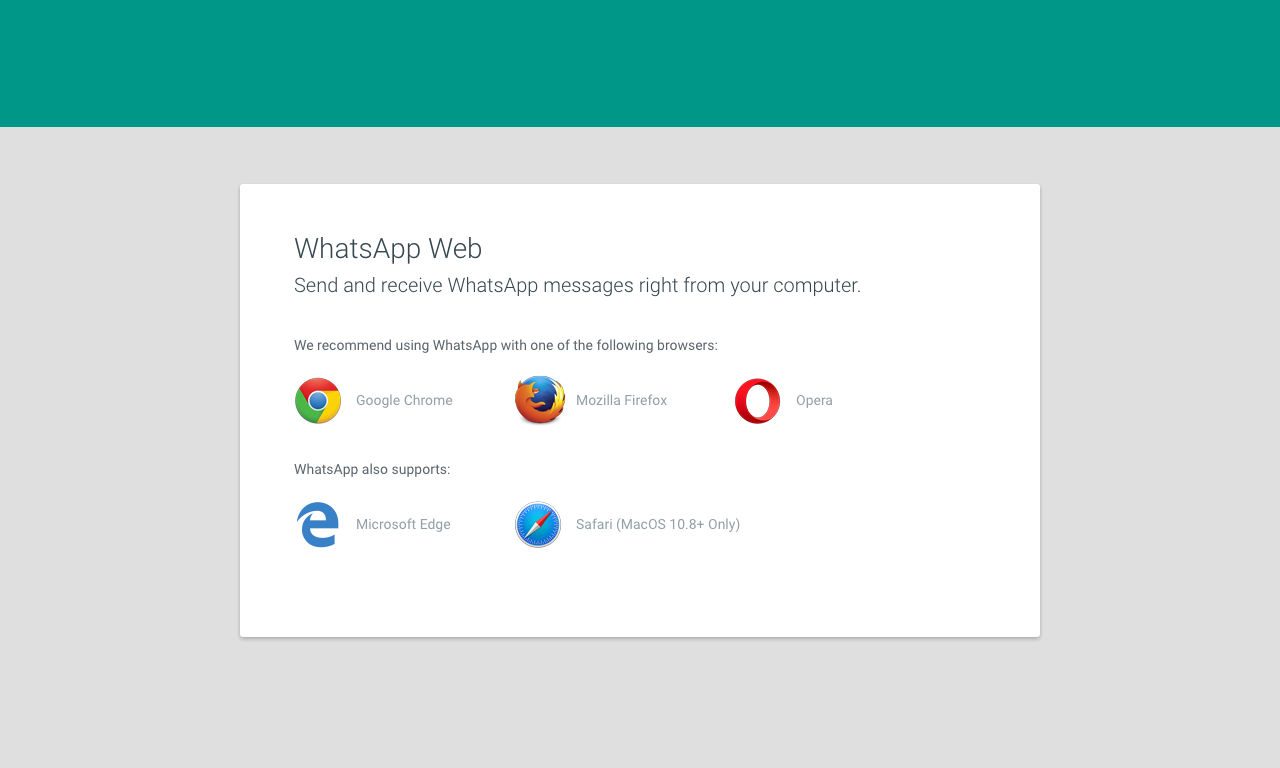 WhatsApp Web
Send and receive WhatsApp messages right from your computer.
We recommend using WhatsApp with one of the following browsers:
Google Chrome
Mozilla Firefox
Opera
WhatsApp also supports:
Microsoft Edge
Safari (MacOS 10.8+ Only)